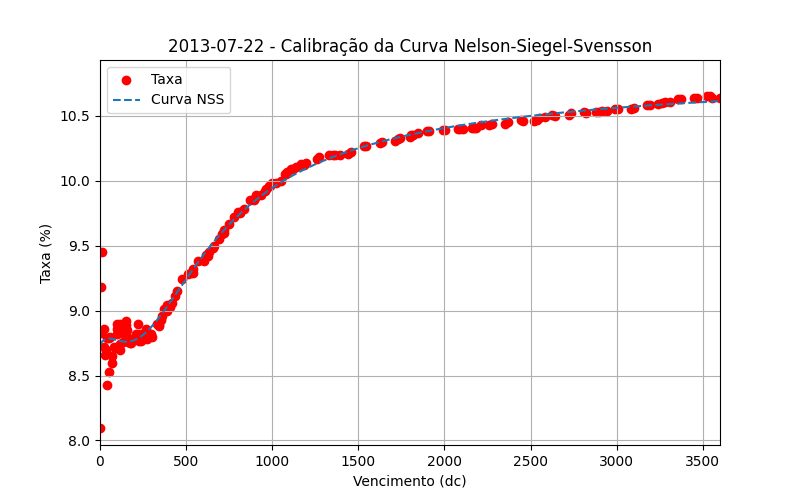 2013-07-22 - Calibração da Curva Nelson-Siegel-Svensson
Taxa
Curva NSS
Taxa (%)
10.5
10.0
9.5
9.0
8.5
8.0
0 500 1000 1500 2000 2500 3000 3500
Vencimento (dc)